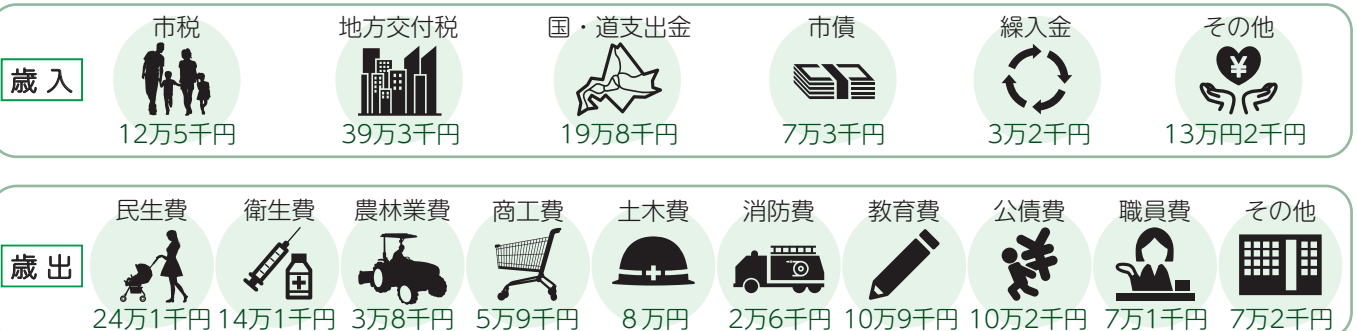 歳入
市税 地方交付税 国・道支出金 市債 繰入金 その他
¥
12万5千円 39万3千円 19万8千円 7万3千円 3万2千円 13万円2千円
歳出
民生費 衛生費 農林業費 商工費 土木費 消防費 教育費 公債費 職員費 その他
¥
24万1千円 14万1千円 3万8千円 5万9千円 8万円 2万6千円 10万9千円 10万2千円 7万1千円 7万2千円